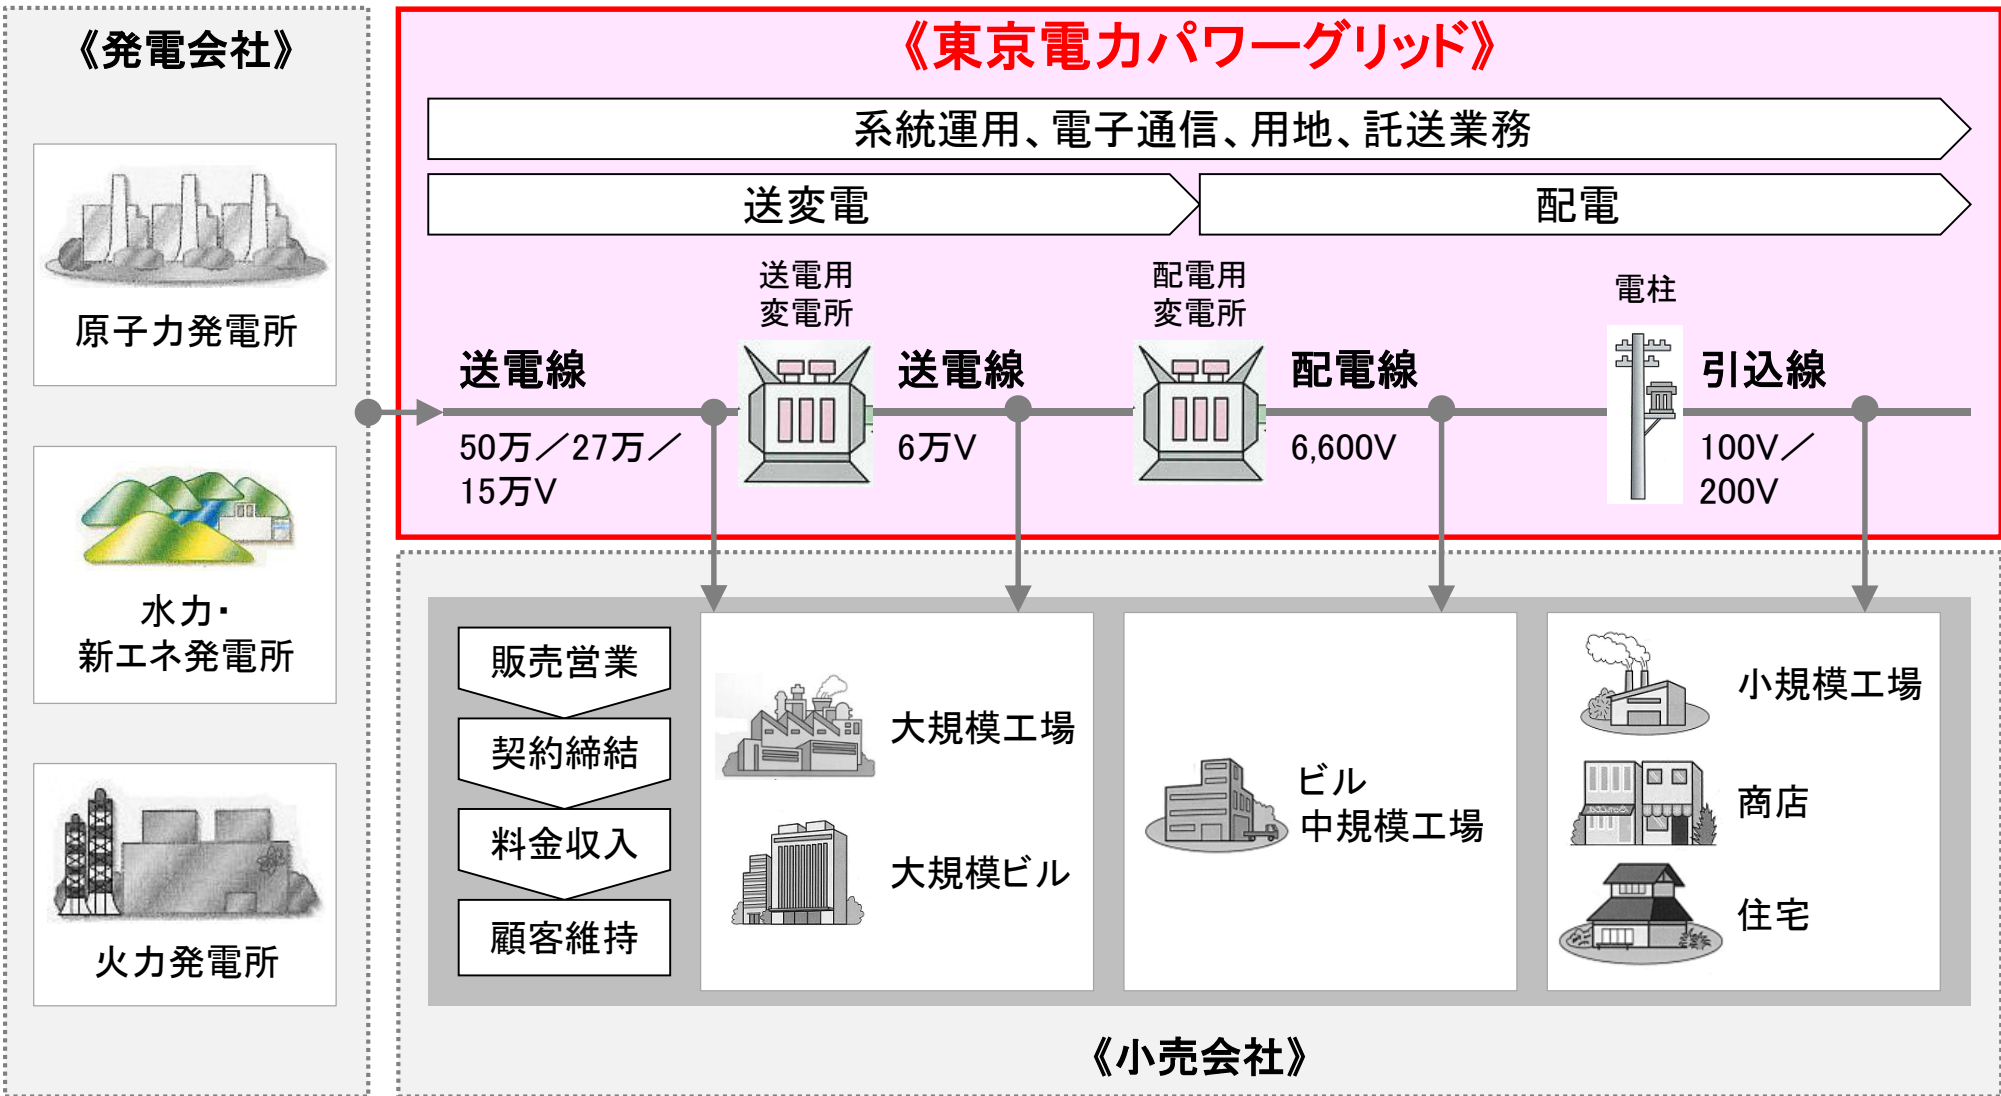 《発電会社》
原子力発電所
水力・
新エネ発電所
火力発電所
《東京電力パワーグリッド》
系統運用、電子通信、用地、託送業務
送変電
配電
送電用
変電所
配電用
変電所
電柱
送電線
送電線
配電線
引込線
50万／27万／
15万V
6万V
6,600V
100V／
200V
販売営業
契約締結
料金収入
顧客維持
大規模工場
大規模ビル
ビル
中規模工場
小規模工場
商店
住宅
《小売会社》